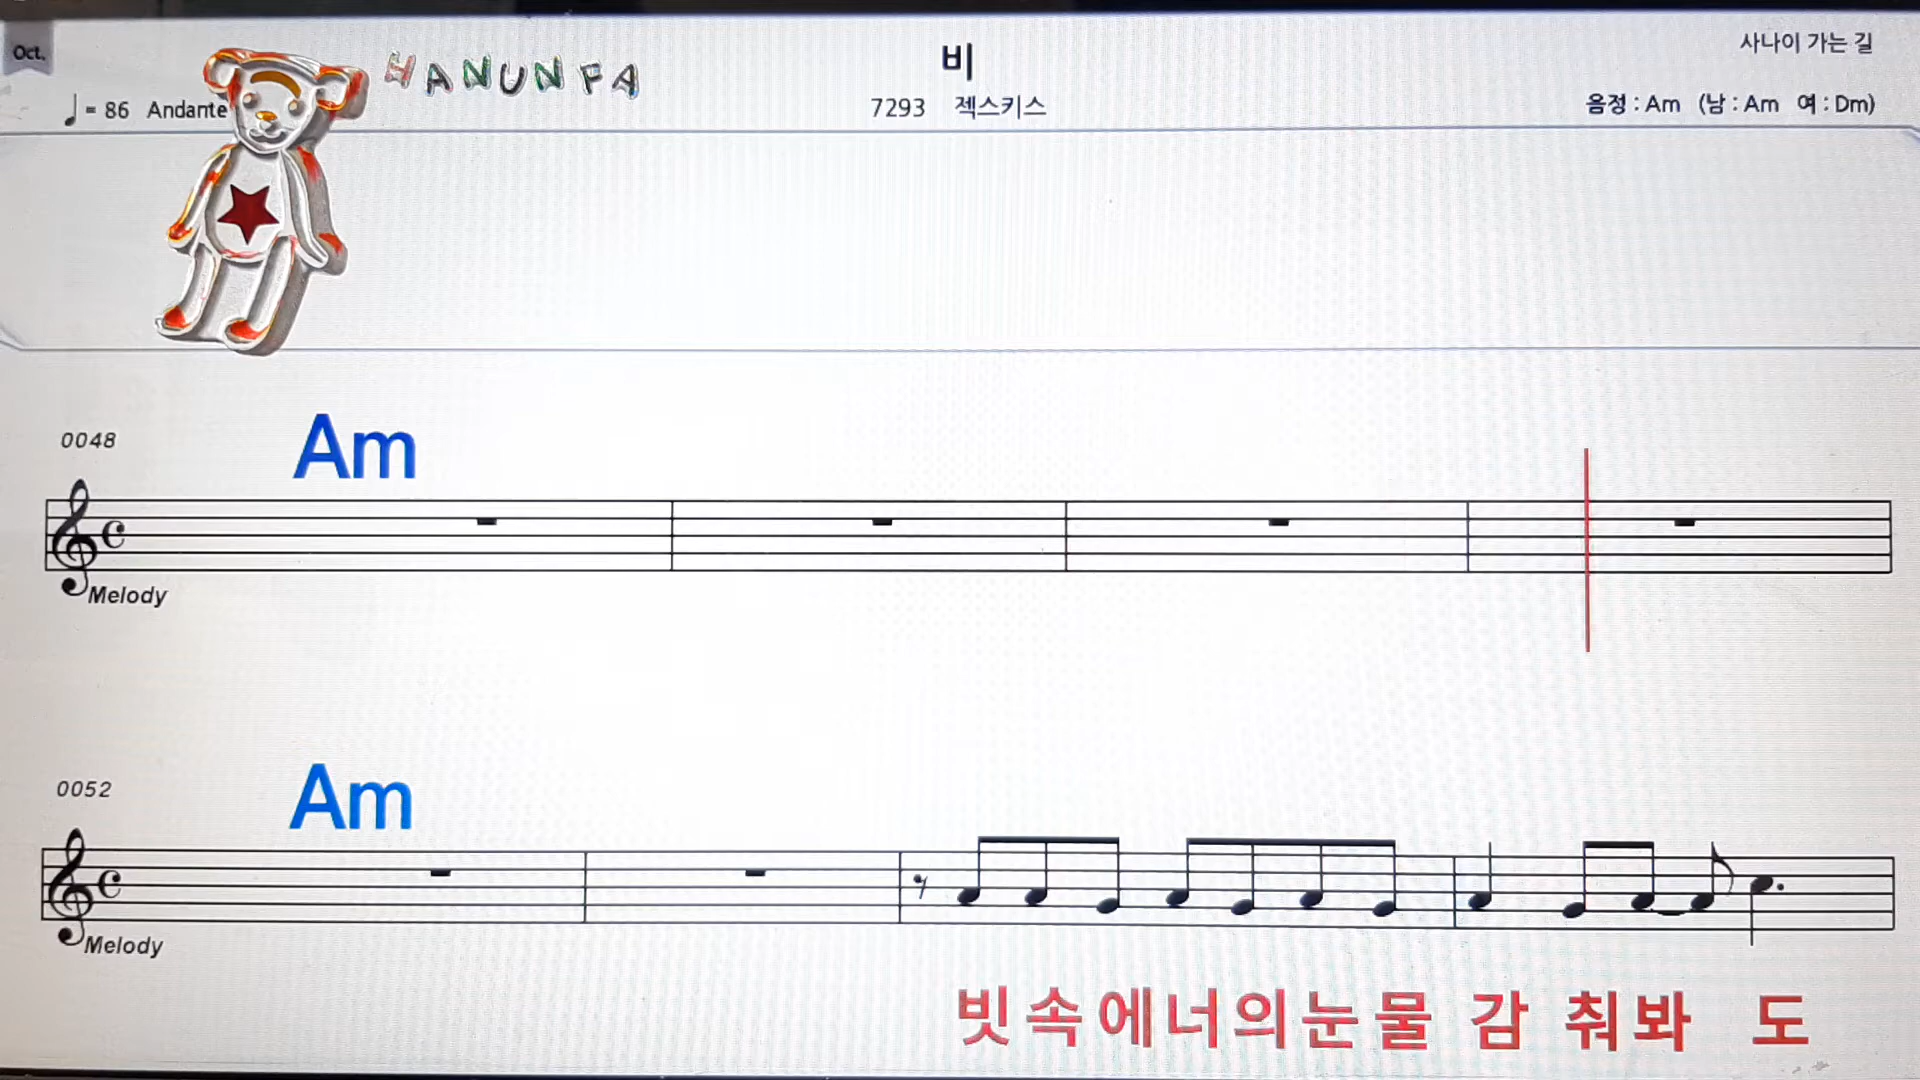 Oct.
HANUNFA
비
사나이 가는 길
♩ = 86 Andante
7293 젝스키스
음정 : Am (남 : Am 여 : Dm)
0048
Am
Melody
0052
Am
Melody
빗속에너의눈물 감 춰봐 도